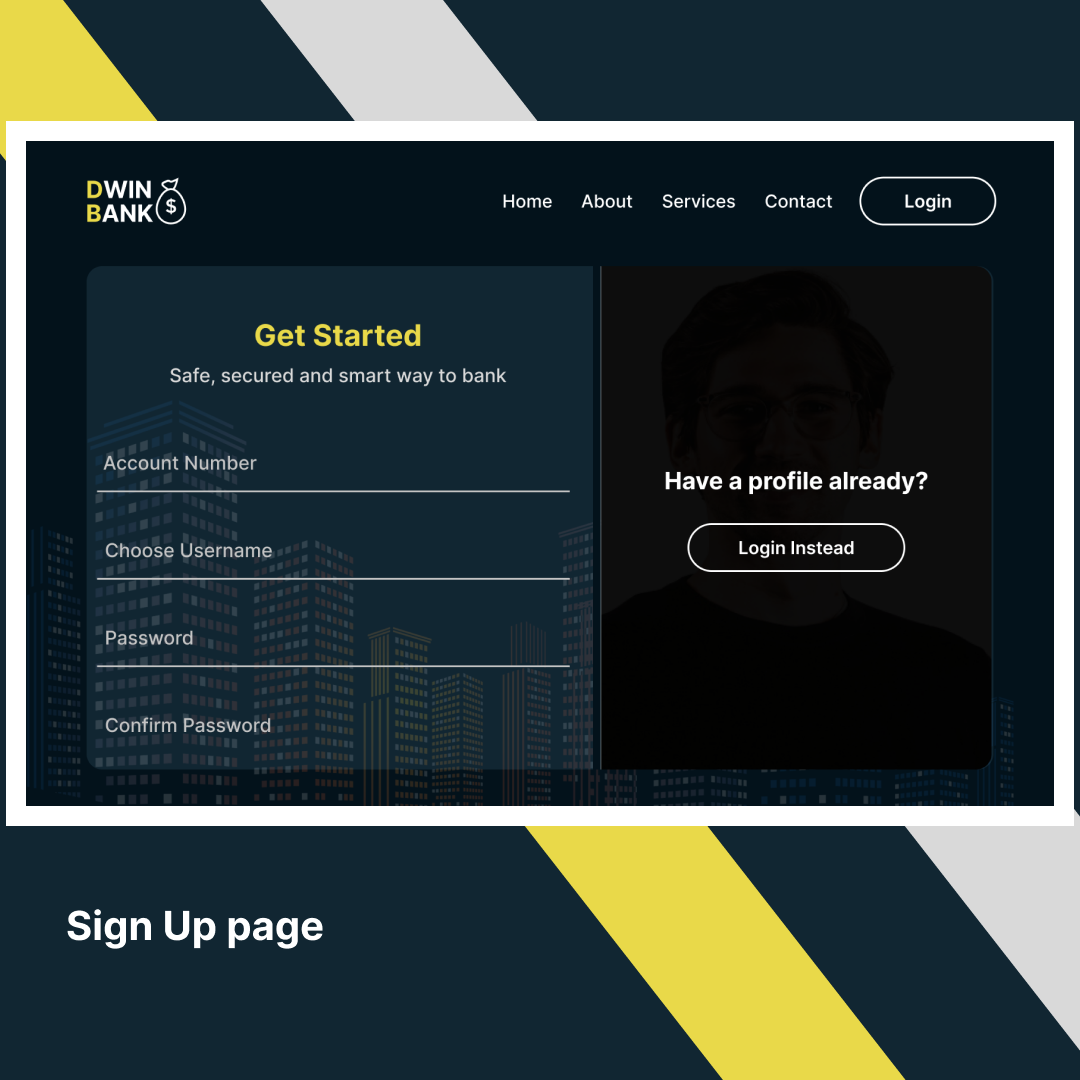 DWIN
BANK
$
Home About Services Contact Login
Get Started
Safe, secured and smart way to bank
Account Number
Choose Username
Password
Confirm Password
Have a profile already?
Login Instead
Sign Up page